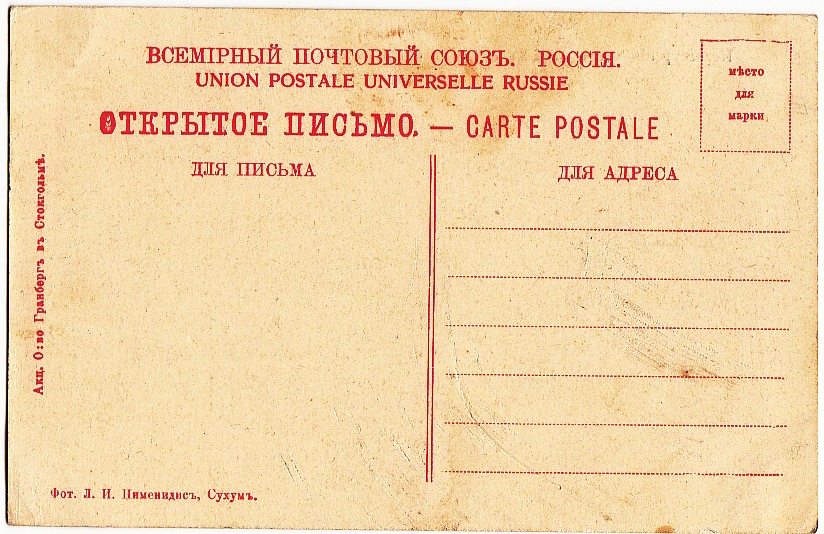 ВСЕМІРНЫЙ ПОЧТОВЫЙ СОЮЗЪ. РОССІЯ.
UNION POSTALE UNIVERSELLE RUSSIE
ОТКРЫТОЕ ПИСЬМО. — CARTE POSTALE
мѣсто
для
марки
ДЛЯ ПИСЬМА
ДЛЯ АДРЕСА
Акц. О:во Гранбергъ въ Стокгольмѣ.
Фот. Л. И. Пименидисъ, Сухумъ.